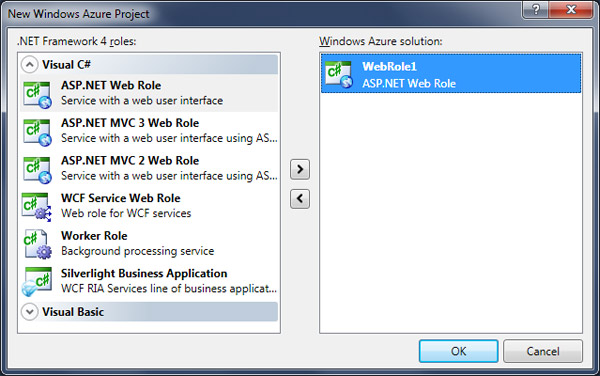 New Windows Azure Project
.NET Framework 4 roles:
Windows Azure solution:
Visual C#
ASP.NET Web Role
Service with a web user interface
ASP.NET MVC 3 Web Role
Service with a web user interface using AS...
ASP.NET MVC 2 Web Role
Service with a web user interface using AS...
WCF Service Web Role
Web role for WCF services
Worker Role
Background processing service
Silverlight Business Application
WCF RIA Services line of business applicat...
Visual Basic
WebRole1
ASP.NET Web Role
OK
Cancel